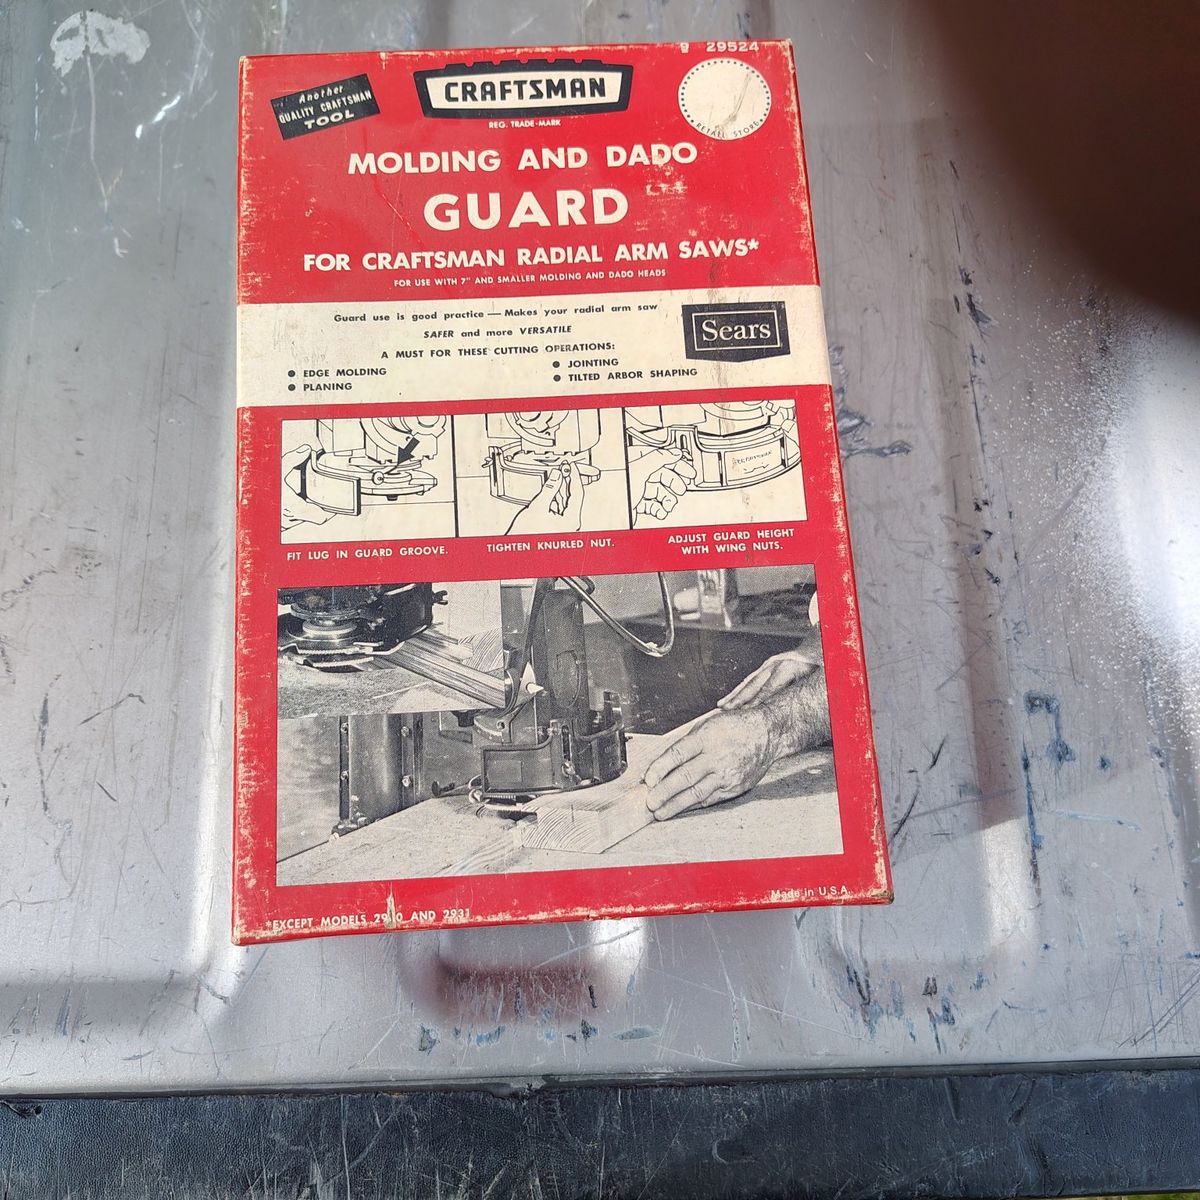 9 29524
Another
QUALITY CRAFTSMAN
TOOL
CRAFTSMAN
REG. TRADE-MARK
RETAIL STORE
MOLDING AND DADO
GUARD
FOR CRAFTSMAN RADIAL ARM SAWS*
FOR USE WITH 7" AND SMALLER MOLDING AND DADO HEADS
Guard use is good practice — Makes your radial arm saw
SAFER and more VERSATILE
Sears
A MUST FOR THESE CUTTING OPERATIONS:
● EDGE MOLDING
● PLANING
● JOINTING
● TILTED ARBOR SHAPING
CRAFTSMAN
FIT LUG IN GUARD GROOVE.
TIGHTEN KNURLED NUT.
ADJUST GUARD HEIGHT
WITH WING NUTS.
Made in U.S.A.
*EXCEPT MODELS AND 2931